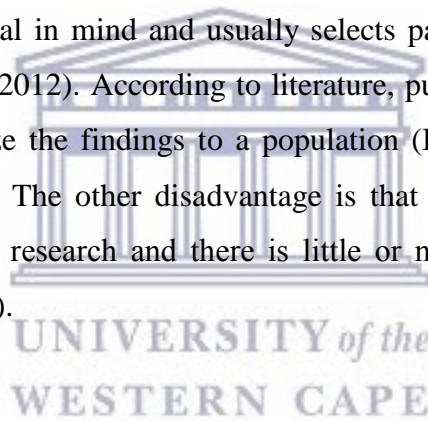 al in mind and usually selects pa
2012). According to literature, pu
ze the findings to a population (
The other disadvantage is that
research and there is little or n
).
UNIVERSITY of the
WESTERN CAPE